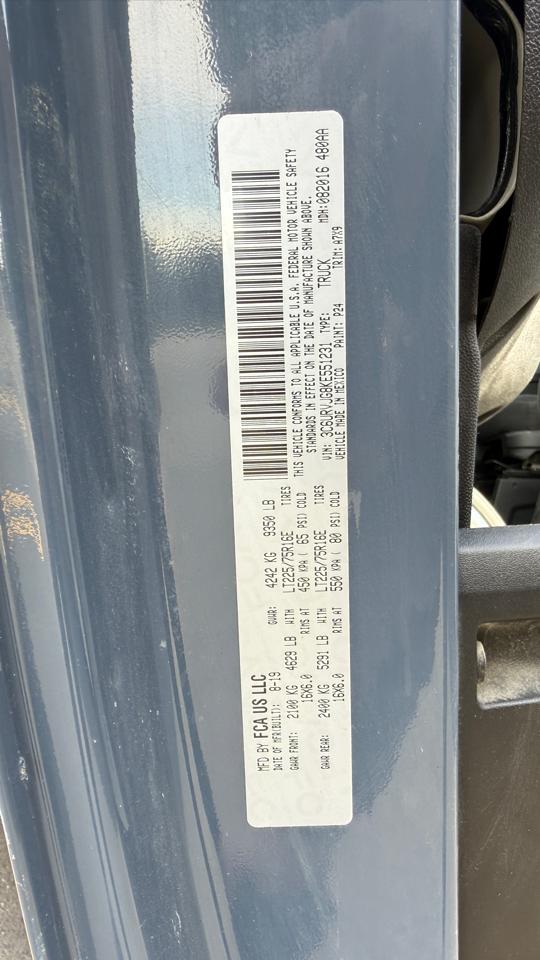 MFD BY FCA US LLC
DATE OF MFR(BUILT): 8-19 GVWR: 4242 KG 9350 LB
GAWR FRONT: 2100 KG 4629 LB WITH LT225/75R16E TIRES
16X6.0 RIMS AT 450 KPA ( 65 PSI) COLD
GAWR REAR: 2400 KG 5291 LB WITH LT225/75R16E TIRES
16X6.0 RIMS AT 550 KPA ( 80 PSI) COLD
THIS VEHICLE CONFORMS TO ALL APPLICABLE U.S.A. FEDERAL MOTOR VEHICLE SAFETY
STANDARDS IN EFFECT ON THE DATE OF MANUFACTURE SHOWN ABOVE.
VIN: 3C6URVJG8KE551231 TYPE: TRUCK MDH:082016 480AA
VEHICLE MADE IN MEXICO PAINT: P24 TRIM: A7X9